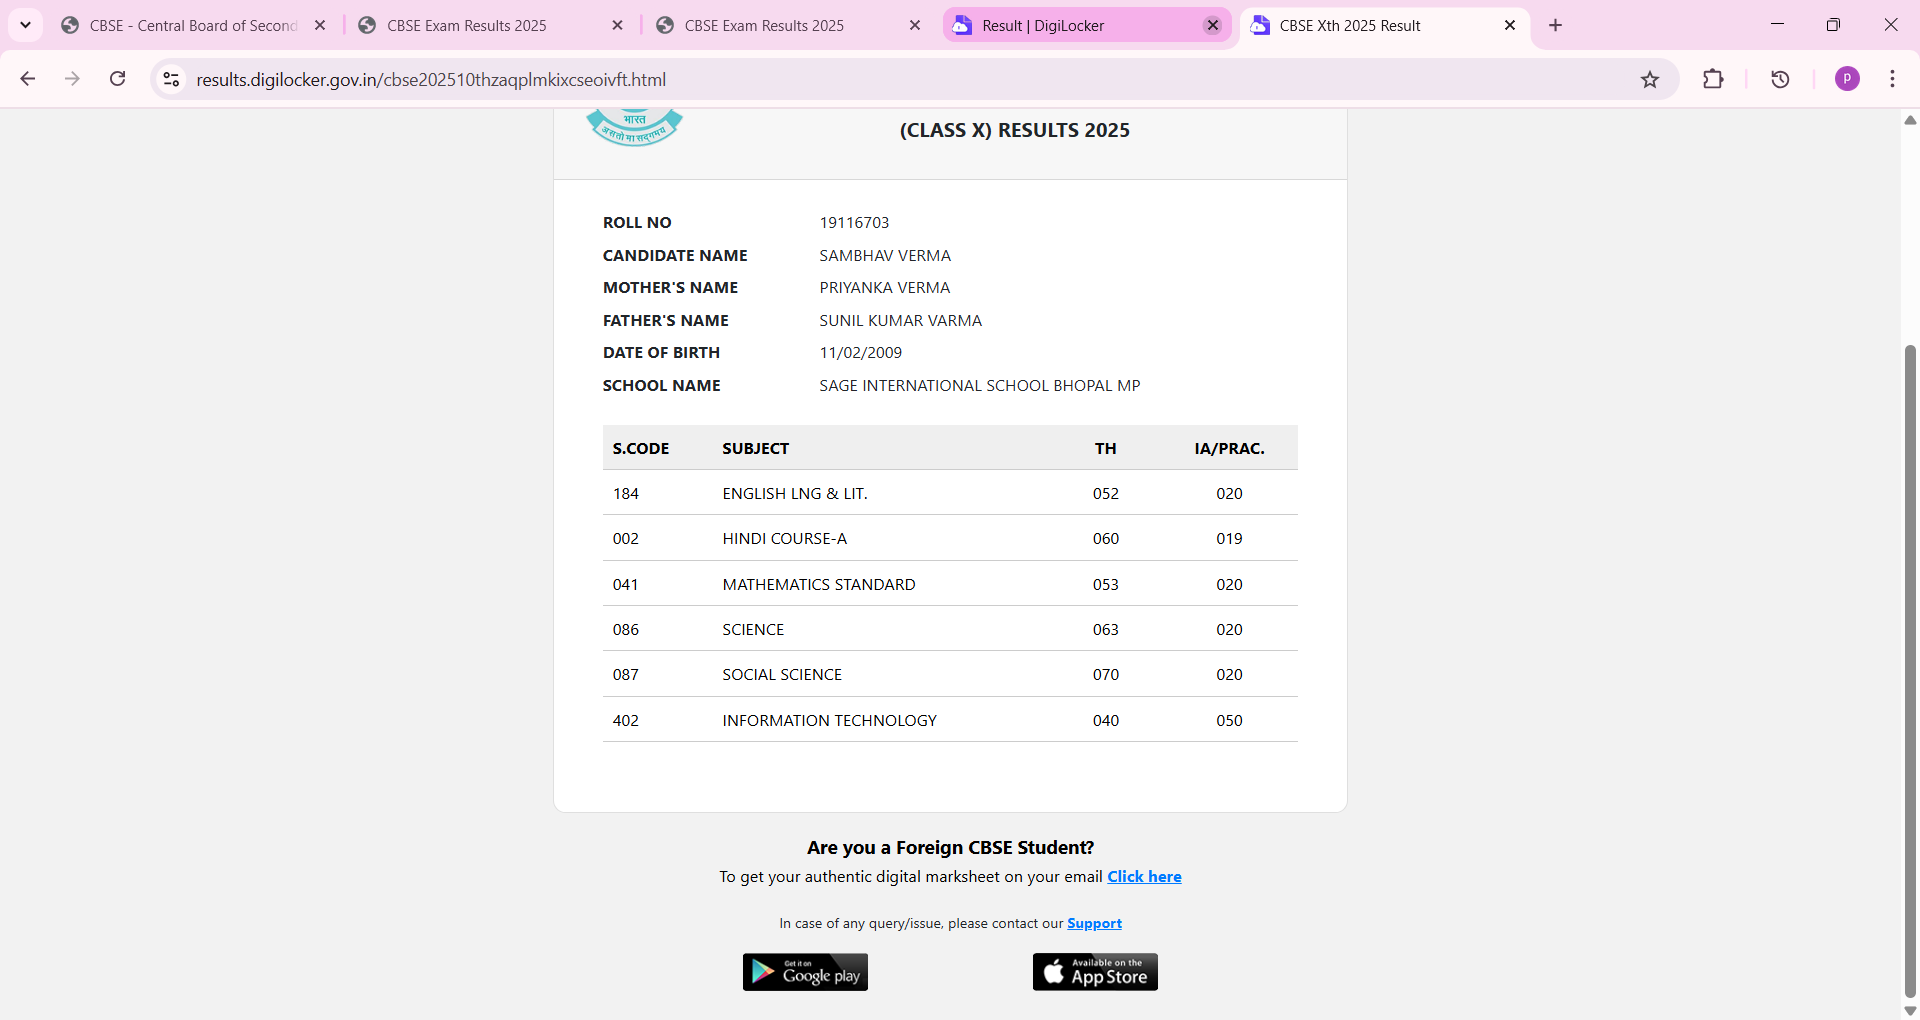 CBSE - Central Board of Second
CBSE Exam Results 2025
CBSE Exam Results 2025
Result | DigiLocker
CBSE Xth 2025 Result
results.digilocker.gov.in/cbse202510thzaqplmkixcseoivft.html
P
भारत
असतो मा सद्गमय
(CLASS X) RESULTS 2025
ROLL NO 19116703
CANDIDATE NAME SAMBHAV VERMA
MOTHER'S NAME PRIYANKA VERMA
FATHER'S NAME SUNIL KUMAR VARMA
DATE OF BIRTH 11/02/2009
SCHOOL NAME SAGE INTERNATIONAL SCHOOL BHOPAL MP
S.CODE SUBJECT TH IA/PRAC.
184 ENGLISH LNG & LIT. 052 020
002 HINDI COURSE-A 060 019
041 MATHEMATICS STANDARD 053 020
086 SCIENCE 063 020
087 SOCIAL SCIENCE 070 020
402 INFORMATION TECHNOLOGY 040 050
Are you a Foreign CBSE Student?
To get your authentic digital marksheet on your email Click here
In case of any query/issue, please contact our Support
Get it on
Google play
Available on the
App Store